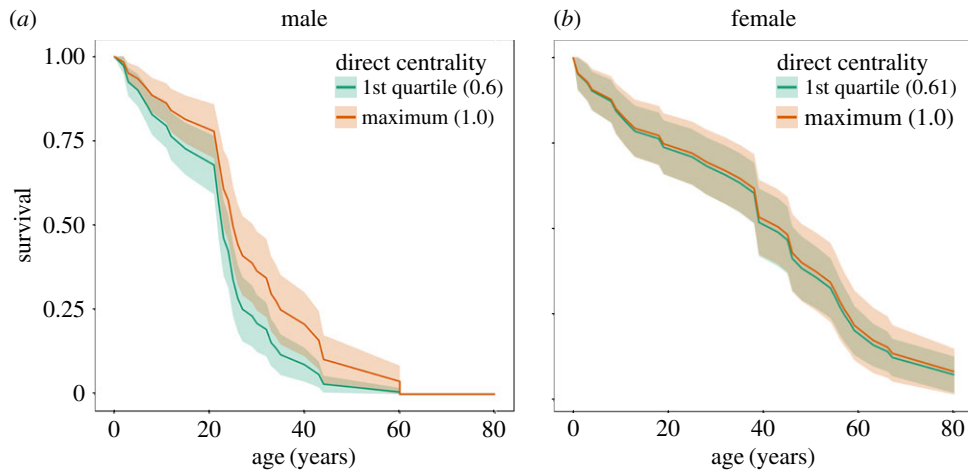 (a) male
direct centrality
1st quartile (0.6)
maximum (1.0)
1.00
0.75
0.50
0.25
0
survival
0 20 40 60 80
age (years)
(b) female
direct centrality
1st quartile (0.61)
maximum (1.0)
0 20 40 60 80
age (years)